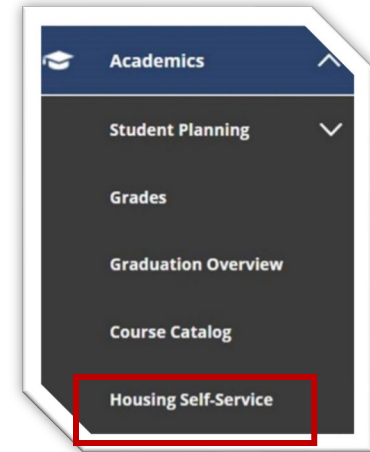 Academics
Student Planning
Grades
Graduation Overview
Course Catalog
Housing Self-Service